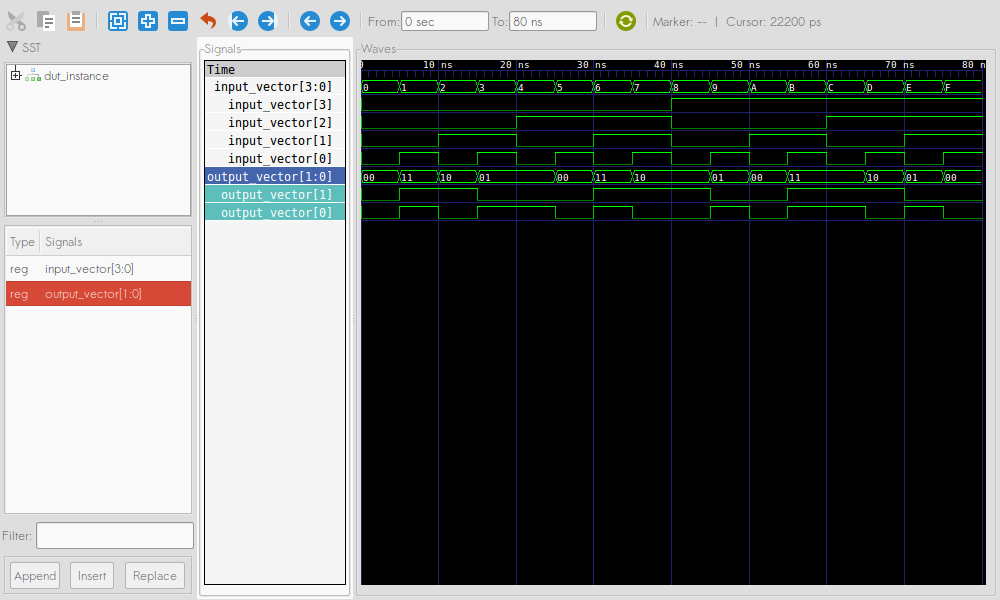 From: 0 sec To: 80 ns Marker: -- | Cursor: 22200 ps
SST
dut_instance
Type Signals
reg input_vector[3:0]
reg output_vector[1:0]
Filter:
Append Insert Replace
Signals
Time
input_vector[3:0]
input_vector[3]
input_vector[2]
input_vector[1]
input_vector[0]
output_vector[1:0]
output_vector[1]
output_vector[0]
Waves
0 10 ns 20 ns 30 ns 40 ns 50 ns 60 ns 70 ns 80 n
0 1 2 3 4 5 6 7 8 9 A B C D E F
00 11 10 01 00 11 10 01 00 11 10 01 00